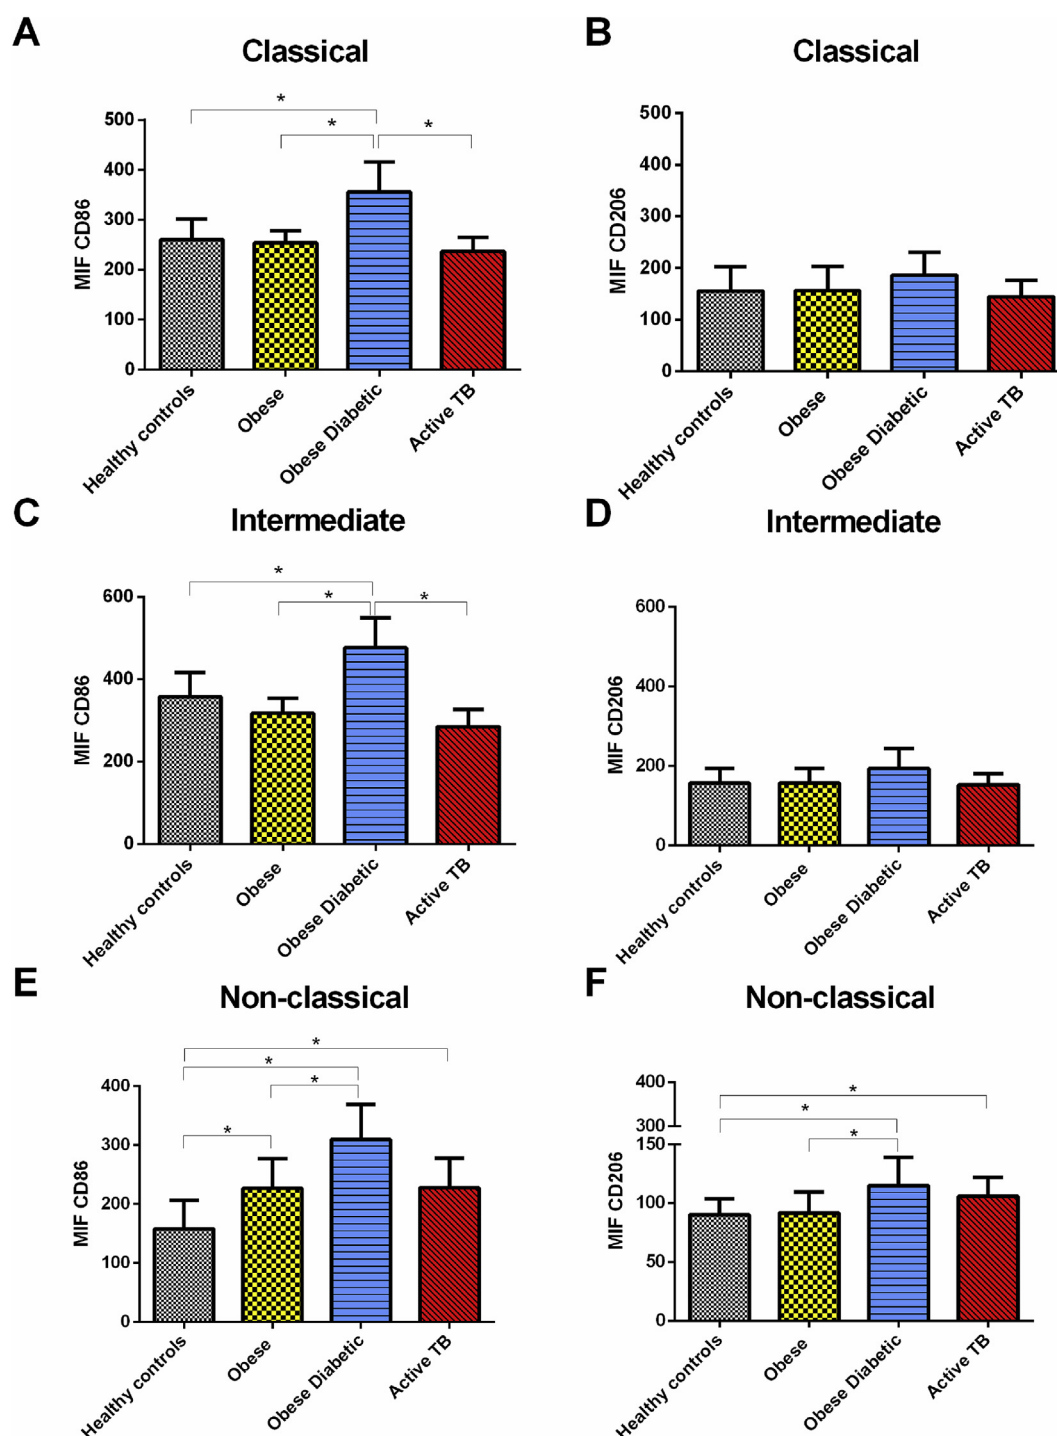 A
Classical
*
*
*
500
400
300
200
100
0
MIF CD86
Healthy controls
Obese
Obese Diabetic
Active TB
B
Classical
500
400
300
200
100
0
MIF CD206
Healthy controls
Obese
Obese Diabetic
Active TB
C
Intermediate
*
*
*
600
400
200
0
MIF CD86
Healthy controls
Obese
Obese Diabetic
Active TB
D
Intermediate
600
400
200
0
MIF CD206
Healthy controls
Obese
Obese Diabetic
Active TB
E
Non-classical
*
*
*
*
400
300
200
100
0
MIF CD86
Healthy controls
Obese
Obese Diabetic
Active TB
F
Non-classical
*
*
*
400
300
150
100
50
0
MIF CD206
Healthy controls
Obese
Obese Diabetic
Active TB